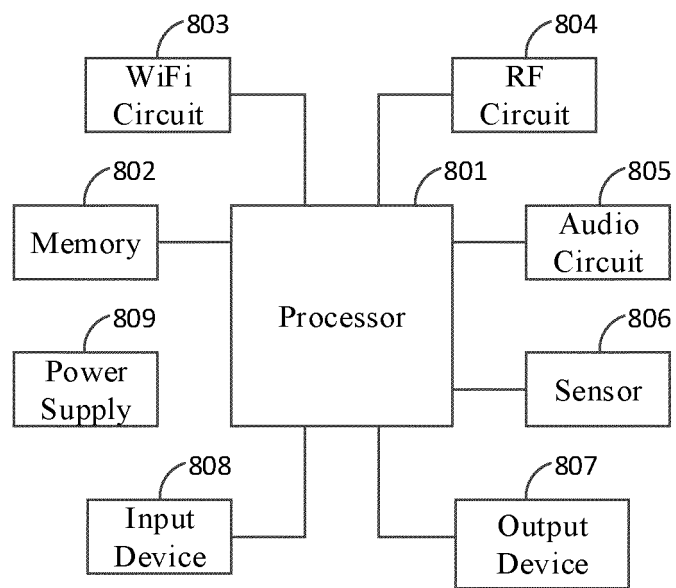 803
WiFi
Circuit
804
RF
Circuit
802
Memory
801
Processor
805
Audio
Circuit
809
Power
Supply
806
Sensor
808
Input
Device
807
Output
Device